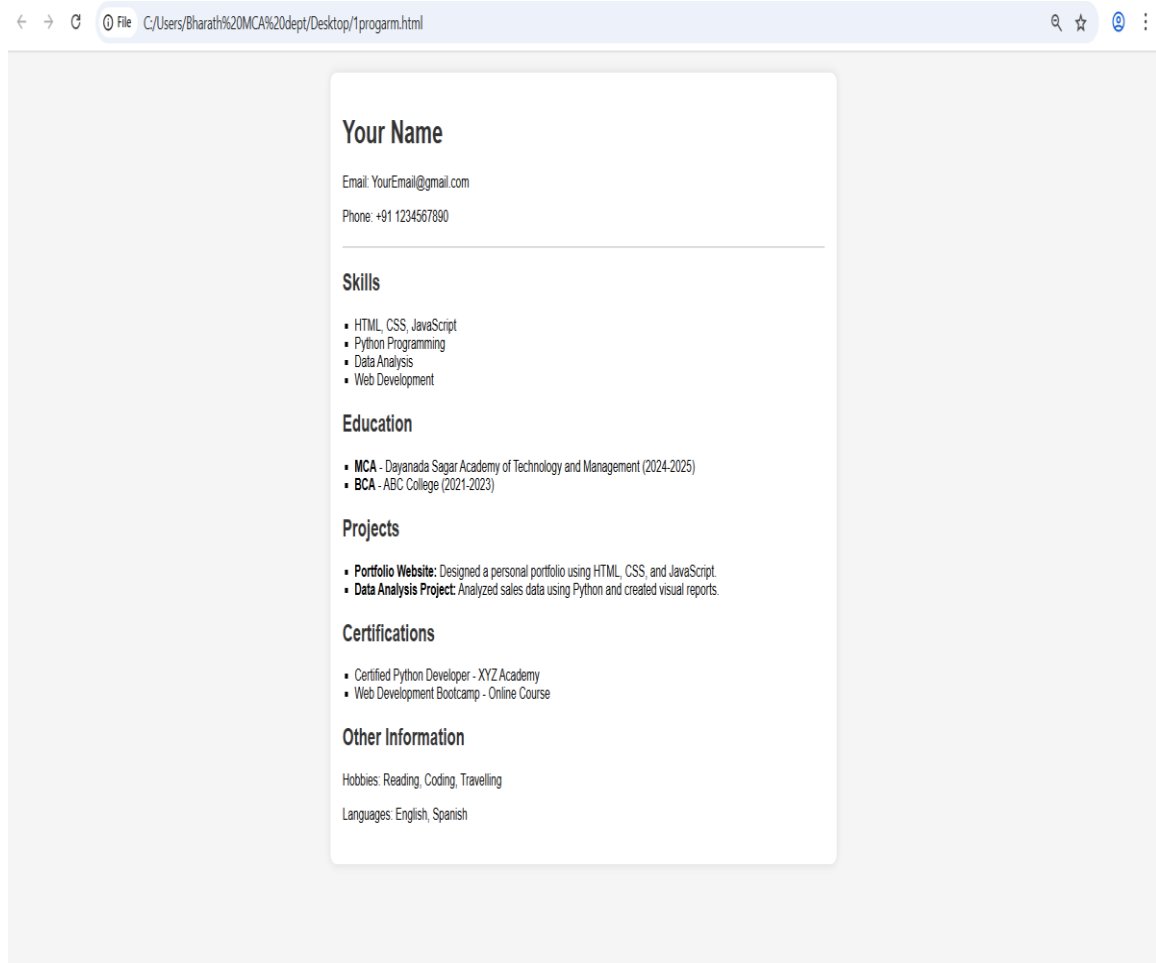 File C:/Users/Bharath%20MCA%20dept/Desktop/1progarm.html
Your Name
Email: YourEmail@gmail.com
Phone: +91 1234567890
Skills
HTML, CSS, JavaScript
Python Programming
Data Analysis
Web Development
Education
MCA - Dayanada Sagar Academy of Technology and Management (2024-2025)
BCA - ABC College (2021-2023)
Projects
Portfolio Website: Designed a personal portfolio using HTML, CSS, and JavaScript.
Data Analysis Project: Analyzed sales data using Python and created visual reports.
Certifications
Certified Python Developer - XYZ Academy
Web Development Bootcamp - Online Course
Other Information
Hobbies: Reading, Coding, Travelling
Languages: English, Spanish